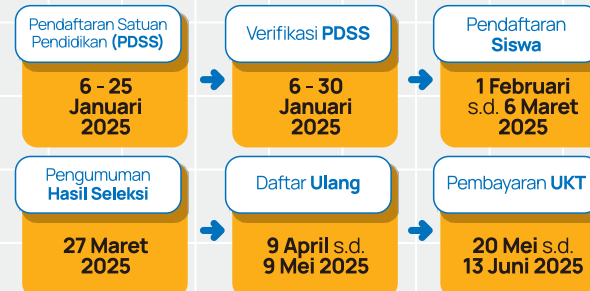 Pendaftaran Satuan
Pendidikan (PDSS)
6 - 25
Januari
2025
Verifikasi PDSS
6 - 30
Januari
2025
Pendaftaran
Siswa
1 Februari
s.d. 6 Maret
2025
Pengumuman
Hasil Seleksi
27 Maret
2025
Daftar Ulang
9 April s.d.
9 Mei 2025
Pembayaran UKT
20 Mei s.d.
13 Juni 2025